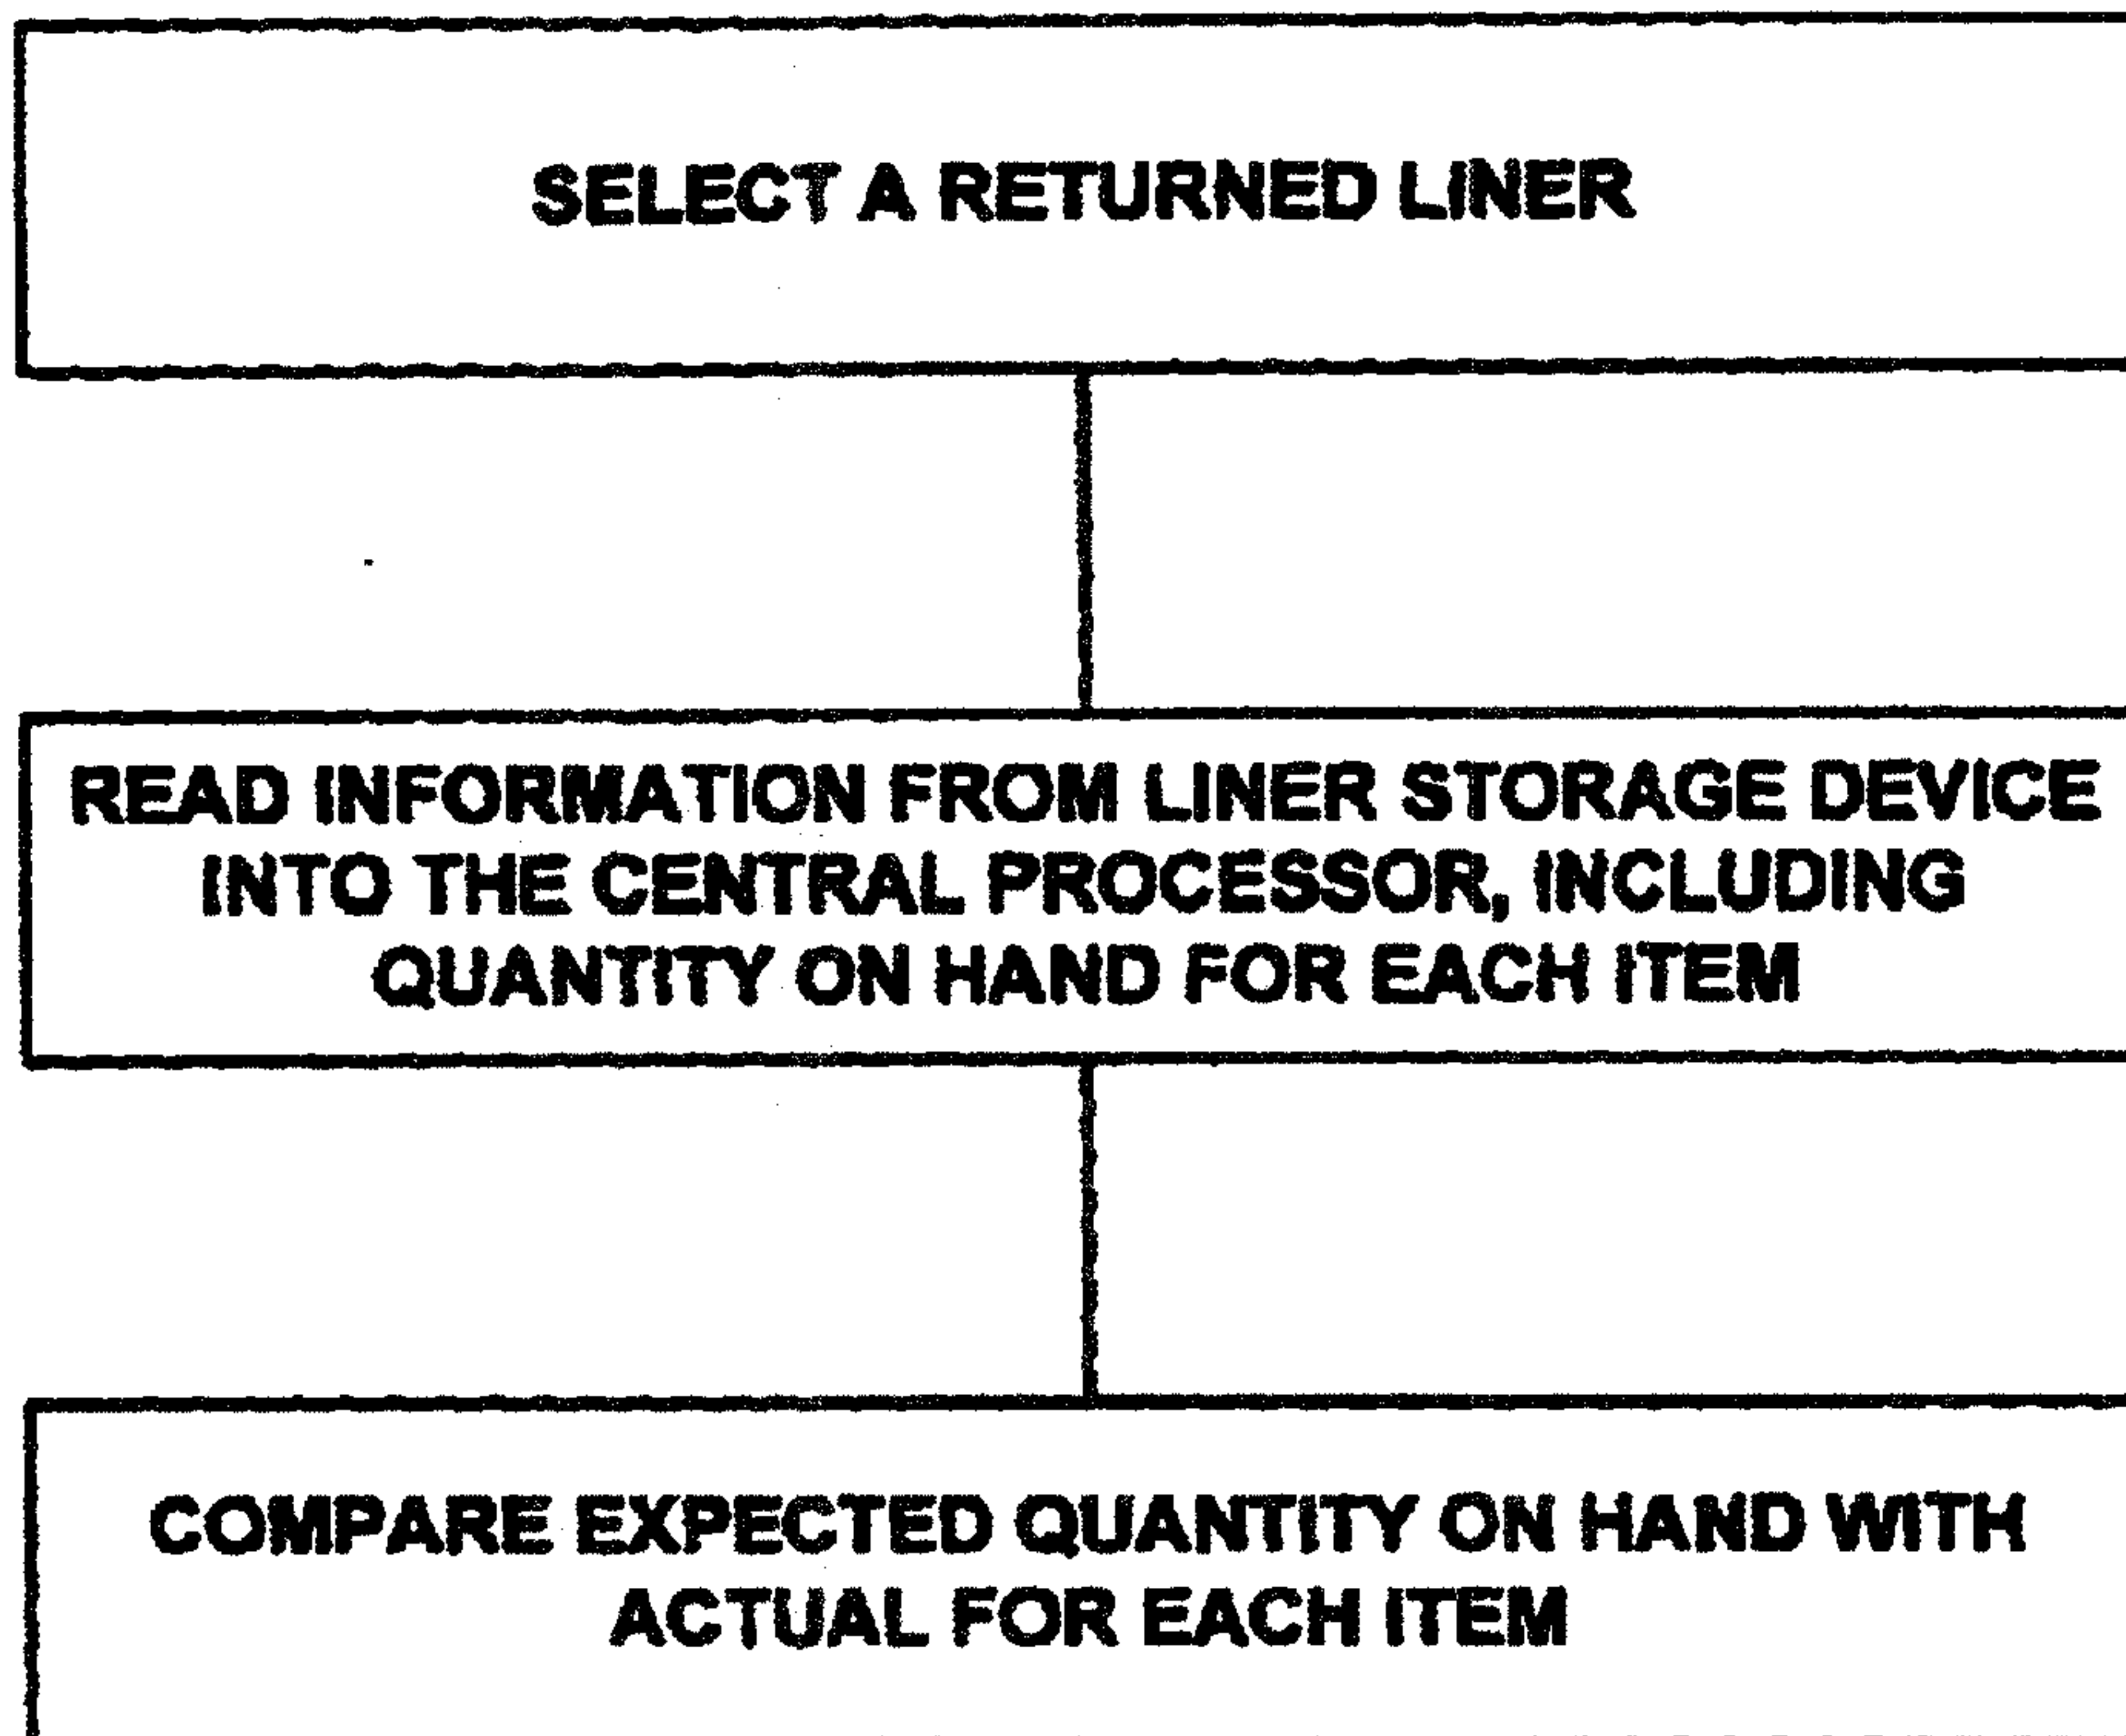 SELECT A RETURNED LINER
READ INFORMATION FROM LINER STORAGE DEVICE
INTO THE CENTRAL PROCESSOR, INCLUDING
QUANTITY ON HAND FOR EACH ITEM
COMPARE EXPECTED QUANTITY ON HAND WITH
ACTUAL FOR EACH ITEM